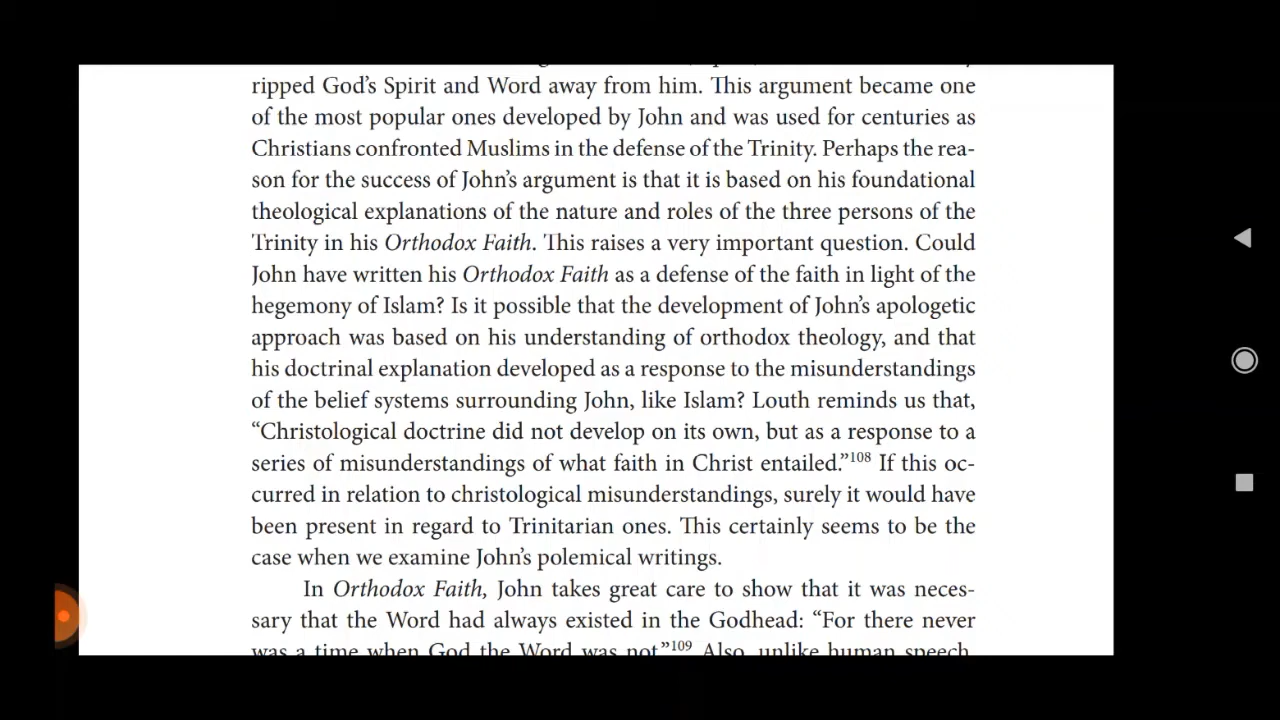 ripped God’s Spirit and Word away from him. This argument became one
of the most popular ones developed by John and was used for centuries as
Christians confronted Muslims in the defense of the Trinity. Perhaps the rea-
son for the success of John’s argument is that it is based on his foundational
theological explanations of the nature and roles of the three persons of the
Trinity in his Orthodox Faith. This raises a very important question. Could
John have written his Orthodox Faith as a defense of the faith in light of the
hegemony of Islam? Is it possible that the development of John’s apologetic
approach was based on his understanding of orthodox theology, and that
his doctrinal explanation developed as a response to the misunderstandings
of the belief systems surrounding John, like Islam? Louth reminds us that,
“Christological doctrine did not develop on its own, but as a response to a
series of misunderstandings of what faith in Christ entailed.”108 If this oc-
curred in relation to christological misunderstandings, surely it would have
been present in regard to Trinitarian ones. This certainly seems to be the
case when we examine John’s polemical writings.
In Orthodox Faith, John takes great care to show that it was neces-
sary that the Word had always existed in the Godhead: “For there never
was a time when God the Word was not.”109 Also, unlike human speech,